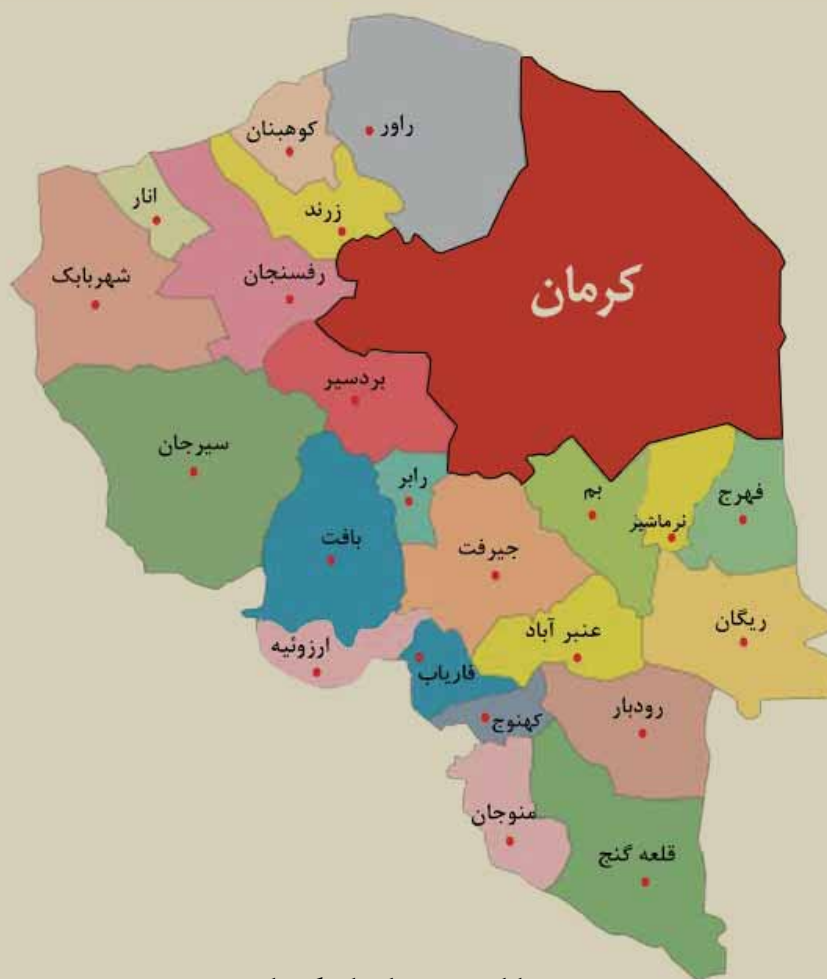 کوهبنان
راور
انار
زرند
شهربابک
رفسنجان
کرمان
بردسیر
سیرجان
رابر
بم
فهرج
نرماشیز
بافت
جیرفت
ریگان
عنبر آباد
ارزوئیه
فاریاب
رودبار
کهنوج
منوجان
قلعه گنج